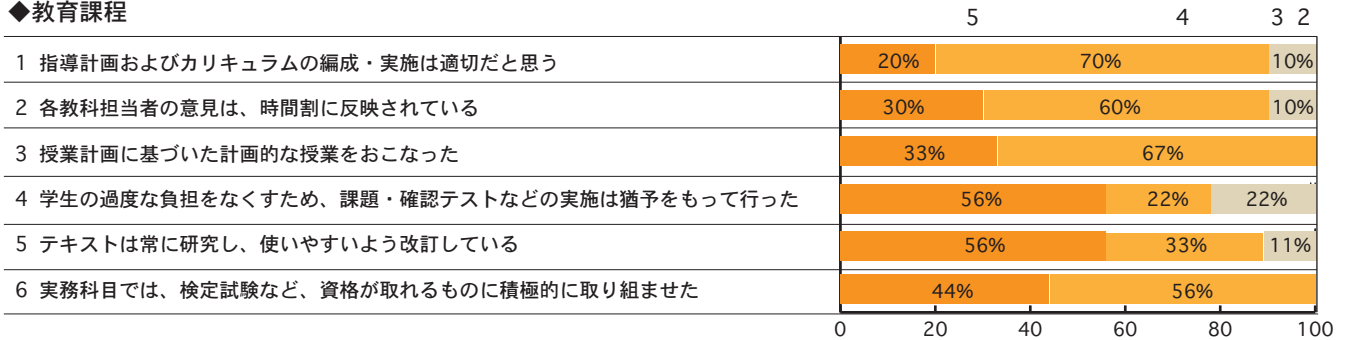 ◆教育課程
5 4 3 2
1 指導計画およびカリキュラムの編成・実施は適切だと思う 20% 70% 10%
2 各教科担当者の意見は、時間割に反映されている 30% 60% 10%
3 授業計画に基づいた計画的な授業をおこなった 33% 67%
4 学生の過度な負担をなくすため、課題・確認テストなどの実施は猶予をもって行った 56% 22% 22%
5 テキストは常に研究し、使いやすいよう改訂している 56% 33% 11%
6 実務科目では、検定試験など、資格が取れるものに積極的に取り組ませた 44% 56%
0 20 40 60 80 100